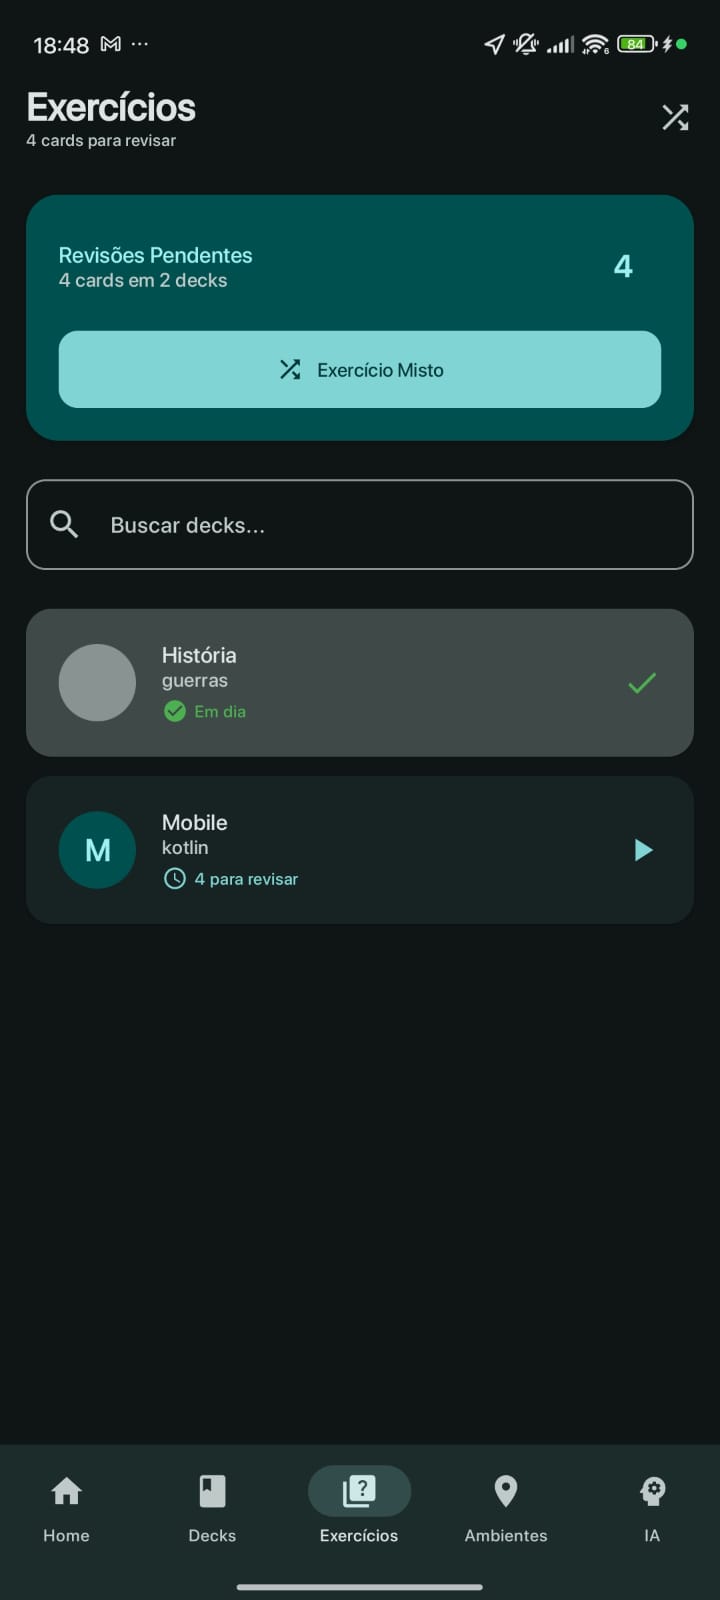 18:48
84
6
Exercícios
4 cards para revisar
Revisões Pendentes
4 cards em 2 decks
4
Exercício Misto
Buscar decks...
História
guerras
Em dia
M
Mobile
kotlin
4 para revisar
Home
Decks
Exercícios
Ambientes
IA